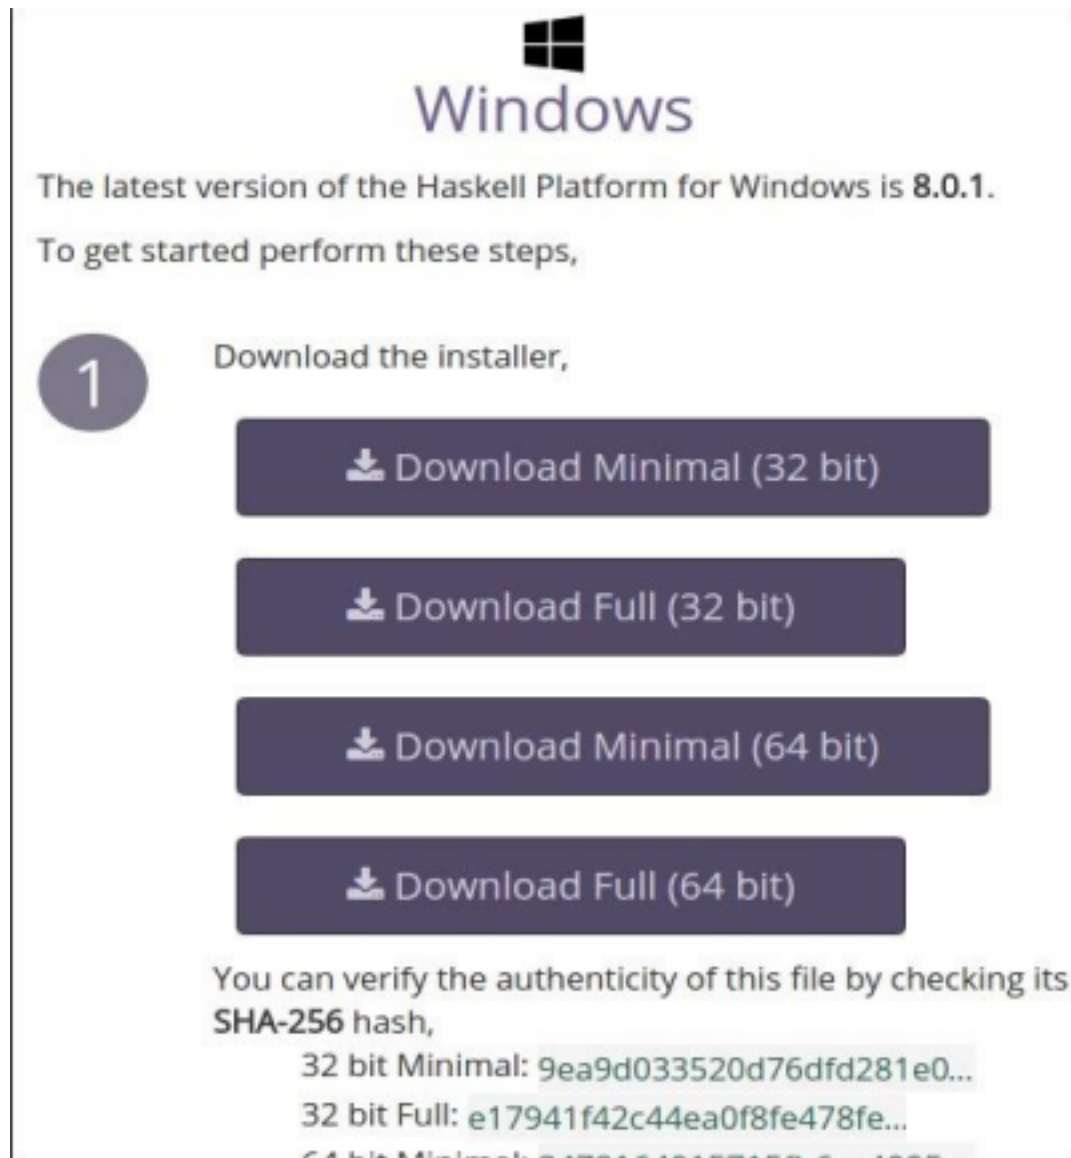 Windows
The latest version of the Haskell Platform for Windows is 8.0.1.
To get started perform these steps,
1
Download the installer,
Download Minimal (32 bit)
Download Full (32 bit)
Download Minimal (64 bit)
Download Full (64 bit)
You can verify the authenticity of this file by checking its
SHA-256 hash,
32 bit Minimal: 9ea9d033520d76dfd281e0...
32 bit Full: e17941f42c44ea0f8fe478fe...
64 bit Minimal: